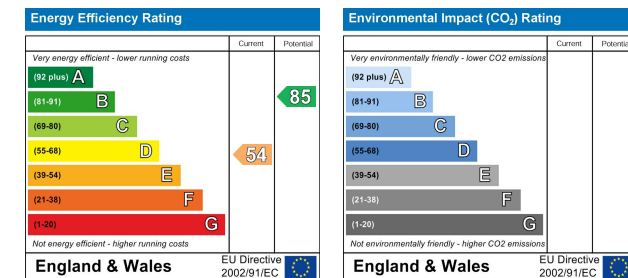 Energy Efficiency Rating
Current Potential
Very energy efficient - lower running costs
(92 plus) A
(81-91) B
85
(69-80) C
(55-68) D
54
(39-54) E
(21-38) F
(1-20) G
Not energy efficient - higher running costs
England & Wales
EU Directive
2002/91/EC
Environmental Impact (CO₂) Rating
Current Potential
Very environmentally friendly - lower CO2 emissions
(92 plus) A
(81-91) B
(69-80) C
(55-68) D
(39-54) E
(21-38) F
(1-20) G
Not environmentally friendly - higher CO2 emissions
England & Wales
EU Directive
2002/91/EC